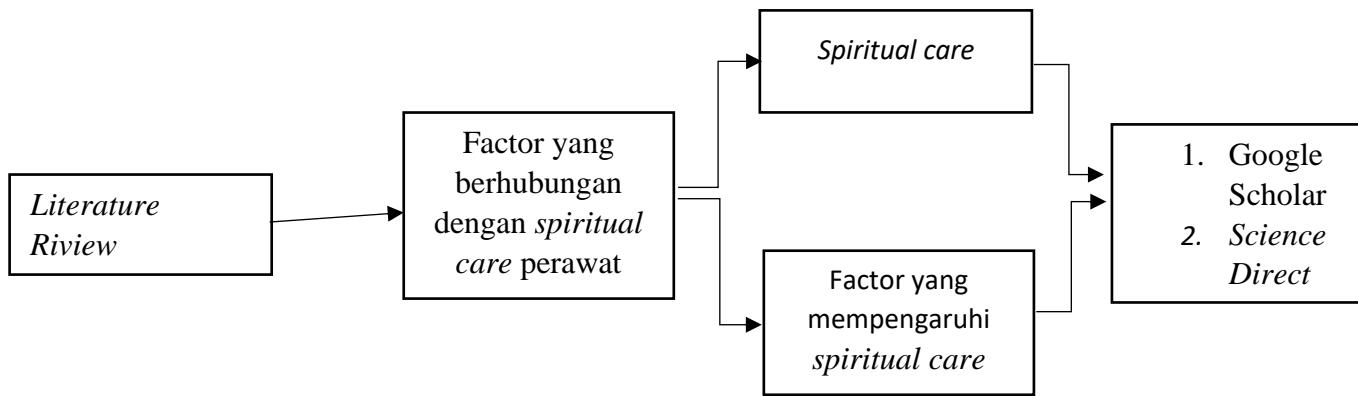 Literature
Riview
Factor yang
berhubungan
dengan spiritual
care perawat
Spiritual care
Factor yang
mempengaruhi
spiritual care
1. Google
Scholar
2. Science
Direct